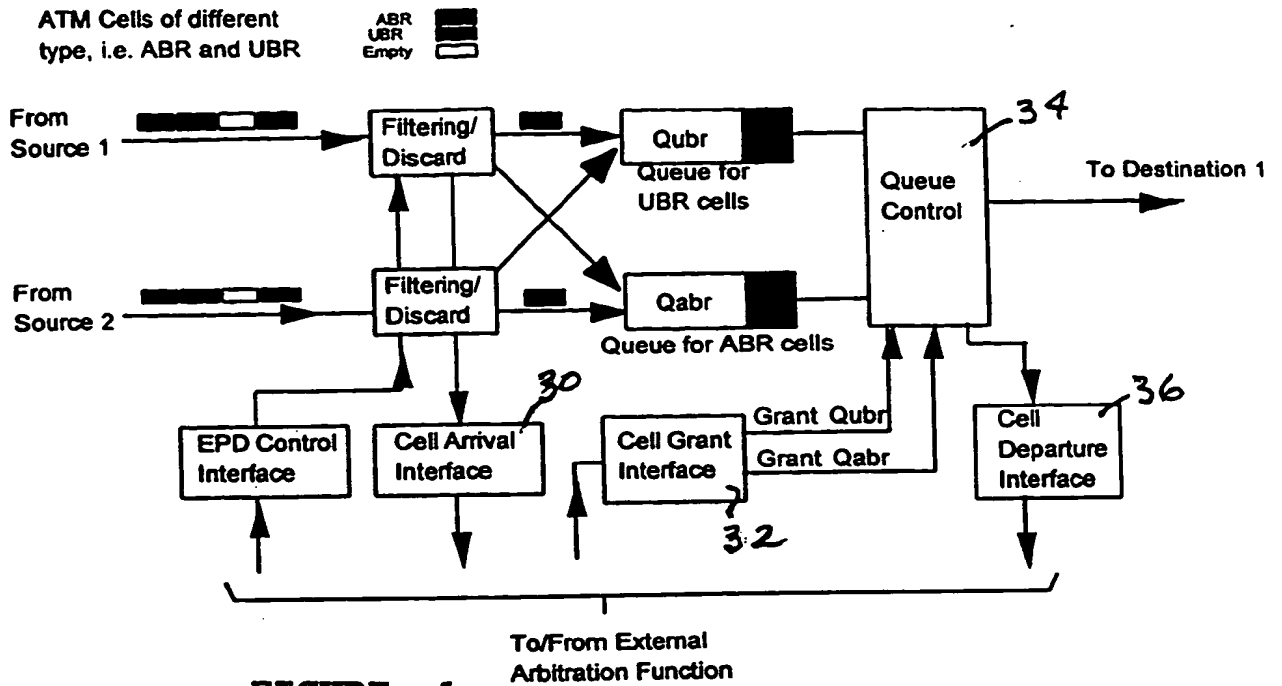 ATM Cells of different
type, i.e. ABR and UBR
ABR
UBR
Empty
34
From
Source 1
Filtering/
Discard
Qubr
Queue for
UBR cells
Queue
Control
To Destination 1
From
Source 2
Filtering/
Discard
Qabr
Queue for ABR cells
30
36
EPD Control
Interface
Cell Arrival
Interface
Cell Grant
Interface
Grant Qubr
Grant Qabr
Cell
Departure
Interface
32
To/From External
Arbitration Function